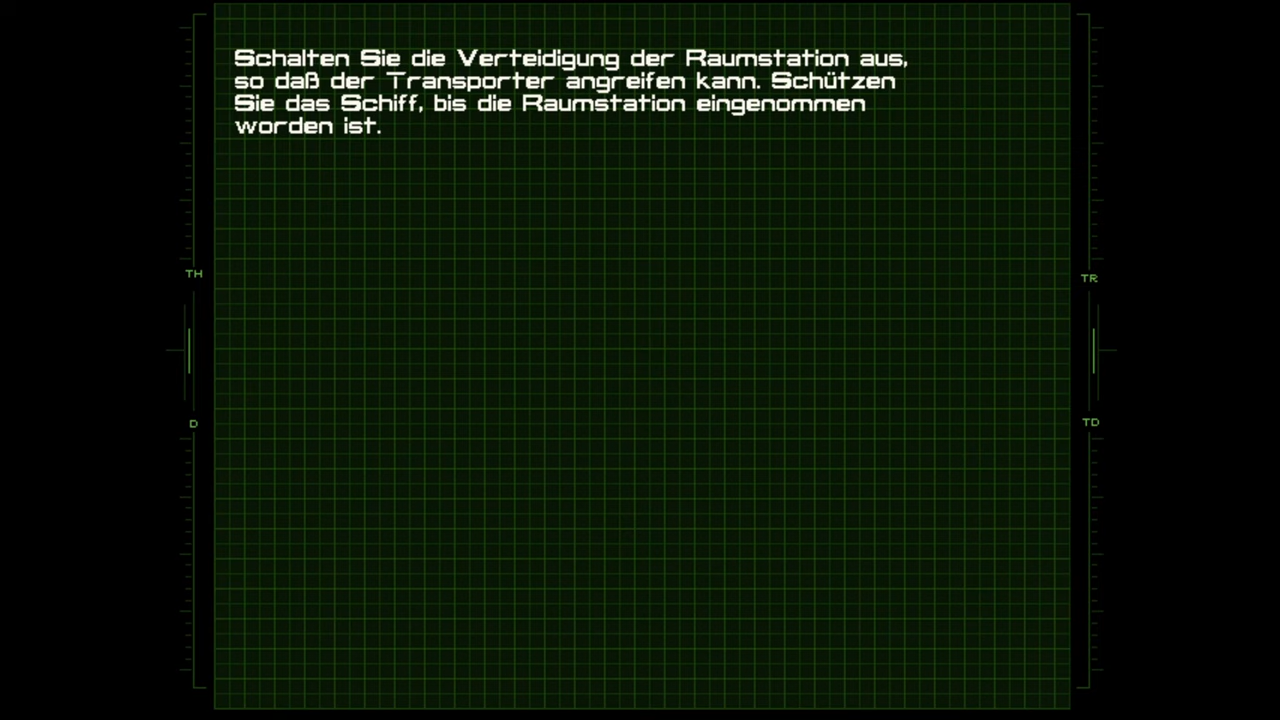 Schalten Sie die Verteidigung der Raumstation aus,
so daß der Transporter angreifen kann. Schützen
Sie das Schiff, bis die Raumstation eingenommen
worden ist.
TH
TR
D
TD